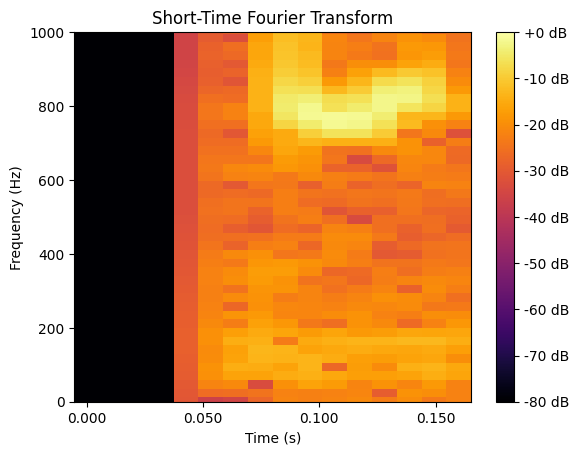 Short-Time Fourier Transform
Frequency (Hz)
1000
800
600
400
200
0
0.000
0.050
0.100
0.150
Time (s)
+0 dB
-10 dB
-20 dB
-30 dB
-40 dB
-50 dB
-60 dB
-70 dB
-80 dB